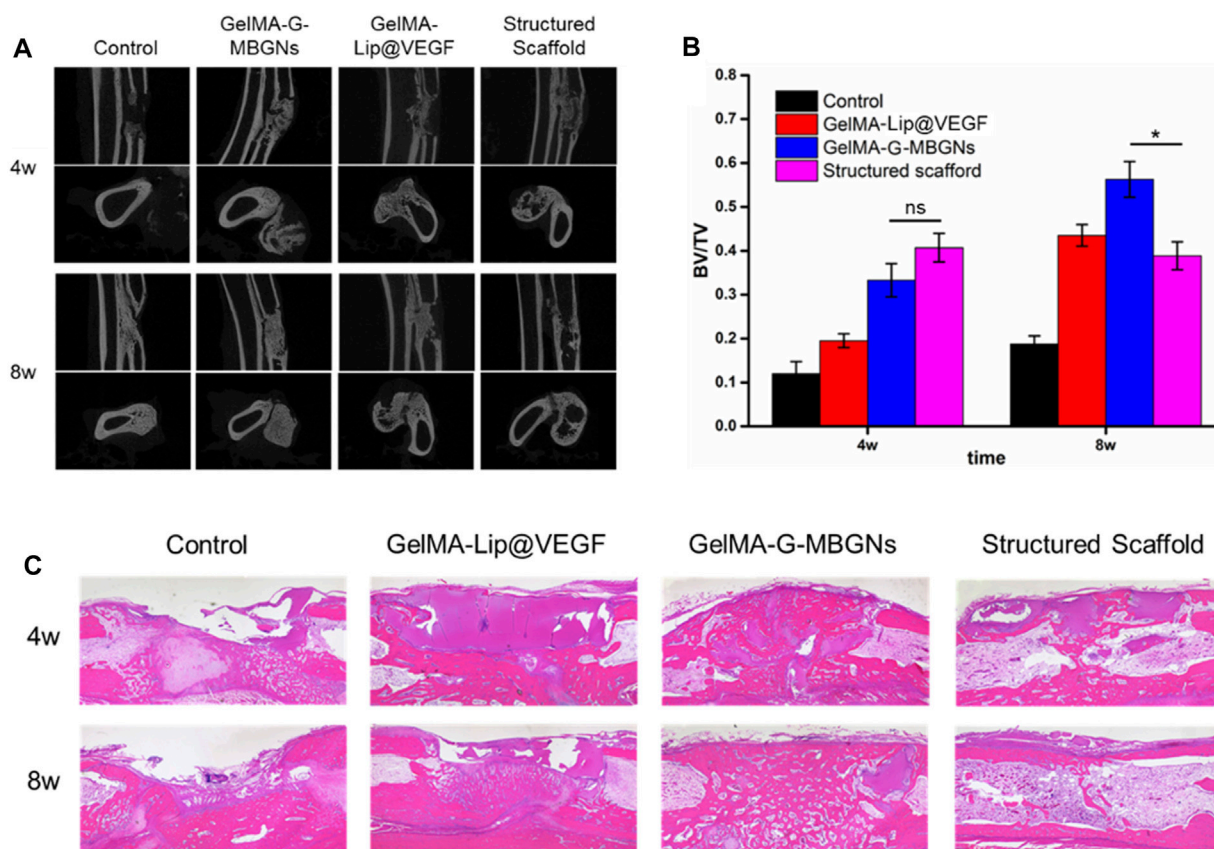 A
Control
GelMA-G-
MBGNs
GelMA-
Lip@VEGF
Structured
Scaffold
4w
8w
B
BV/TV
0.8
0.7
0.6
0.5
0.4
0.3
0.2
0.1
0.0
Control
GelMA-Lip@VEGF
GelMA-G-MBGNs
Structured scafford
ns
*
4w
8w
time
C
Control
GelMA-Lip@VEGF
GelMA-G-MBGNs
Structured Scaffold
4w
8w